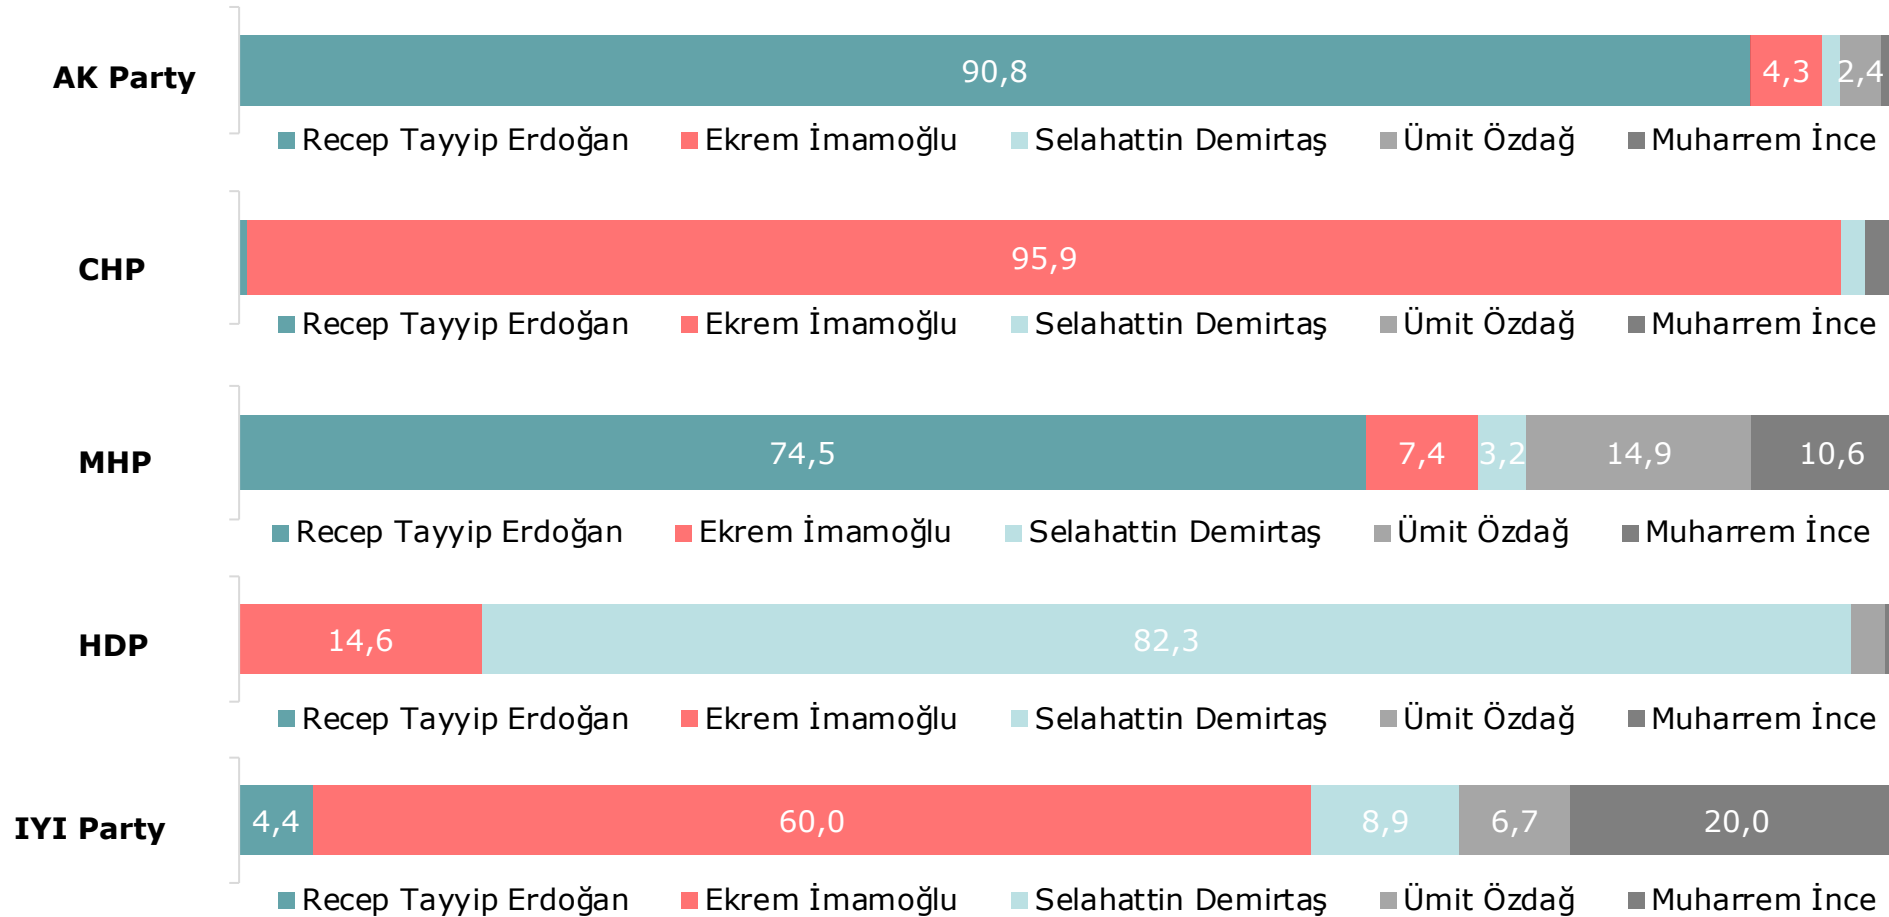 AK Party
90,8 4,3 2,4
Recep Tayyip Erdoğan Ekrem İmamoğlu Selahattin Demirtaş Ümit Özdağ Muharrem İnce
CHP
95,9
Recep Tayyip Erdoğan Ekrem İmamoğlu Selahattin Demirtaş Ümit Özdağ Muharrem İnce
MHP
74,5 7,4 3,2 14,9 10,6
Recep Tayyip Erdoğan Ekrem İmamoğlu Selahattin Demirtaş Ümit Özdağ Muharrem İnce
HDP
14,6 82,3
Recep Tayyip Erdoğan Ekrem İmamoğlu Selahattin Demirtaş Ümit Özdağ Muharrem İnce
IYI Party
4,4 60,0 8,9 6,7 20,0
Recep Tayyip Erdoğan Ekrem İmamoğlu Selahattin Demirtaş Ümit Özdağ Muharrem İnce